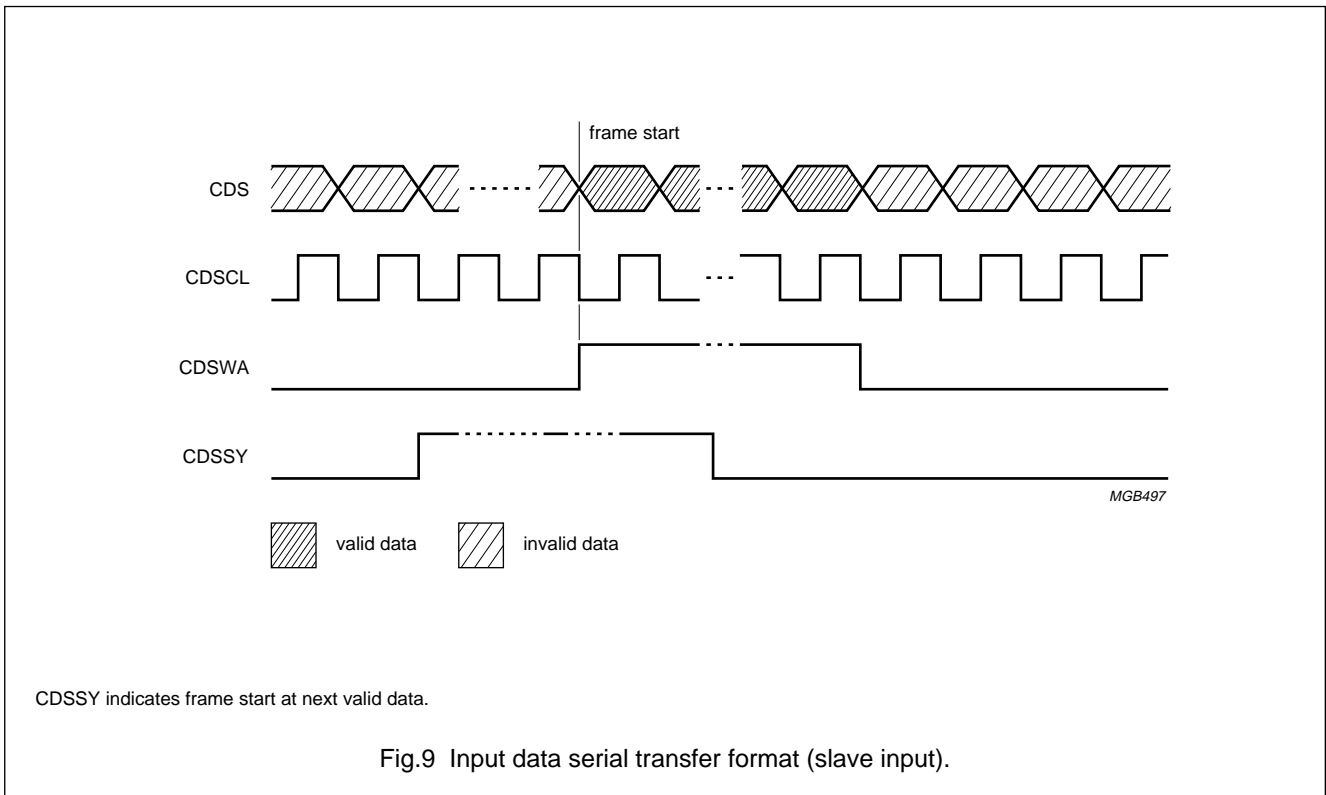 frame start
CDS
CDSCL
CDSWA
CDSSY
MGB497
valid data
invalid data
CDSSY indicates frame start at next valid data.
Fig.9 Input data serial transfer format (slave input).